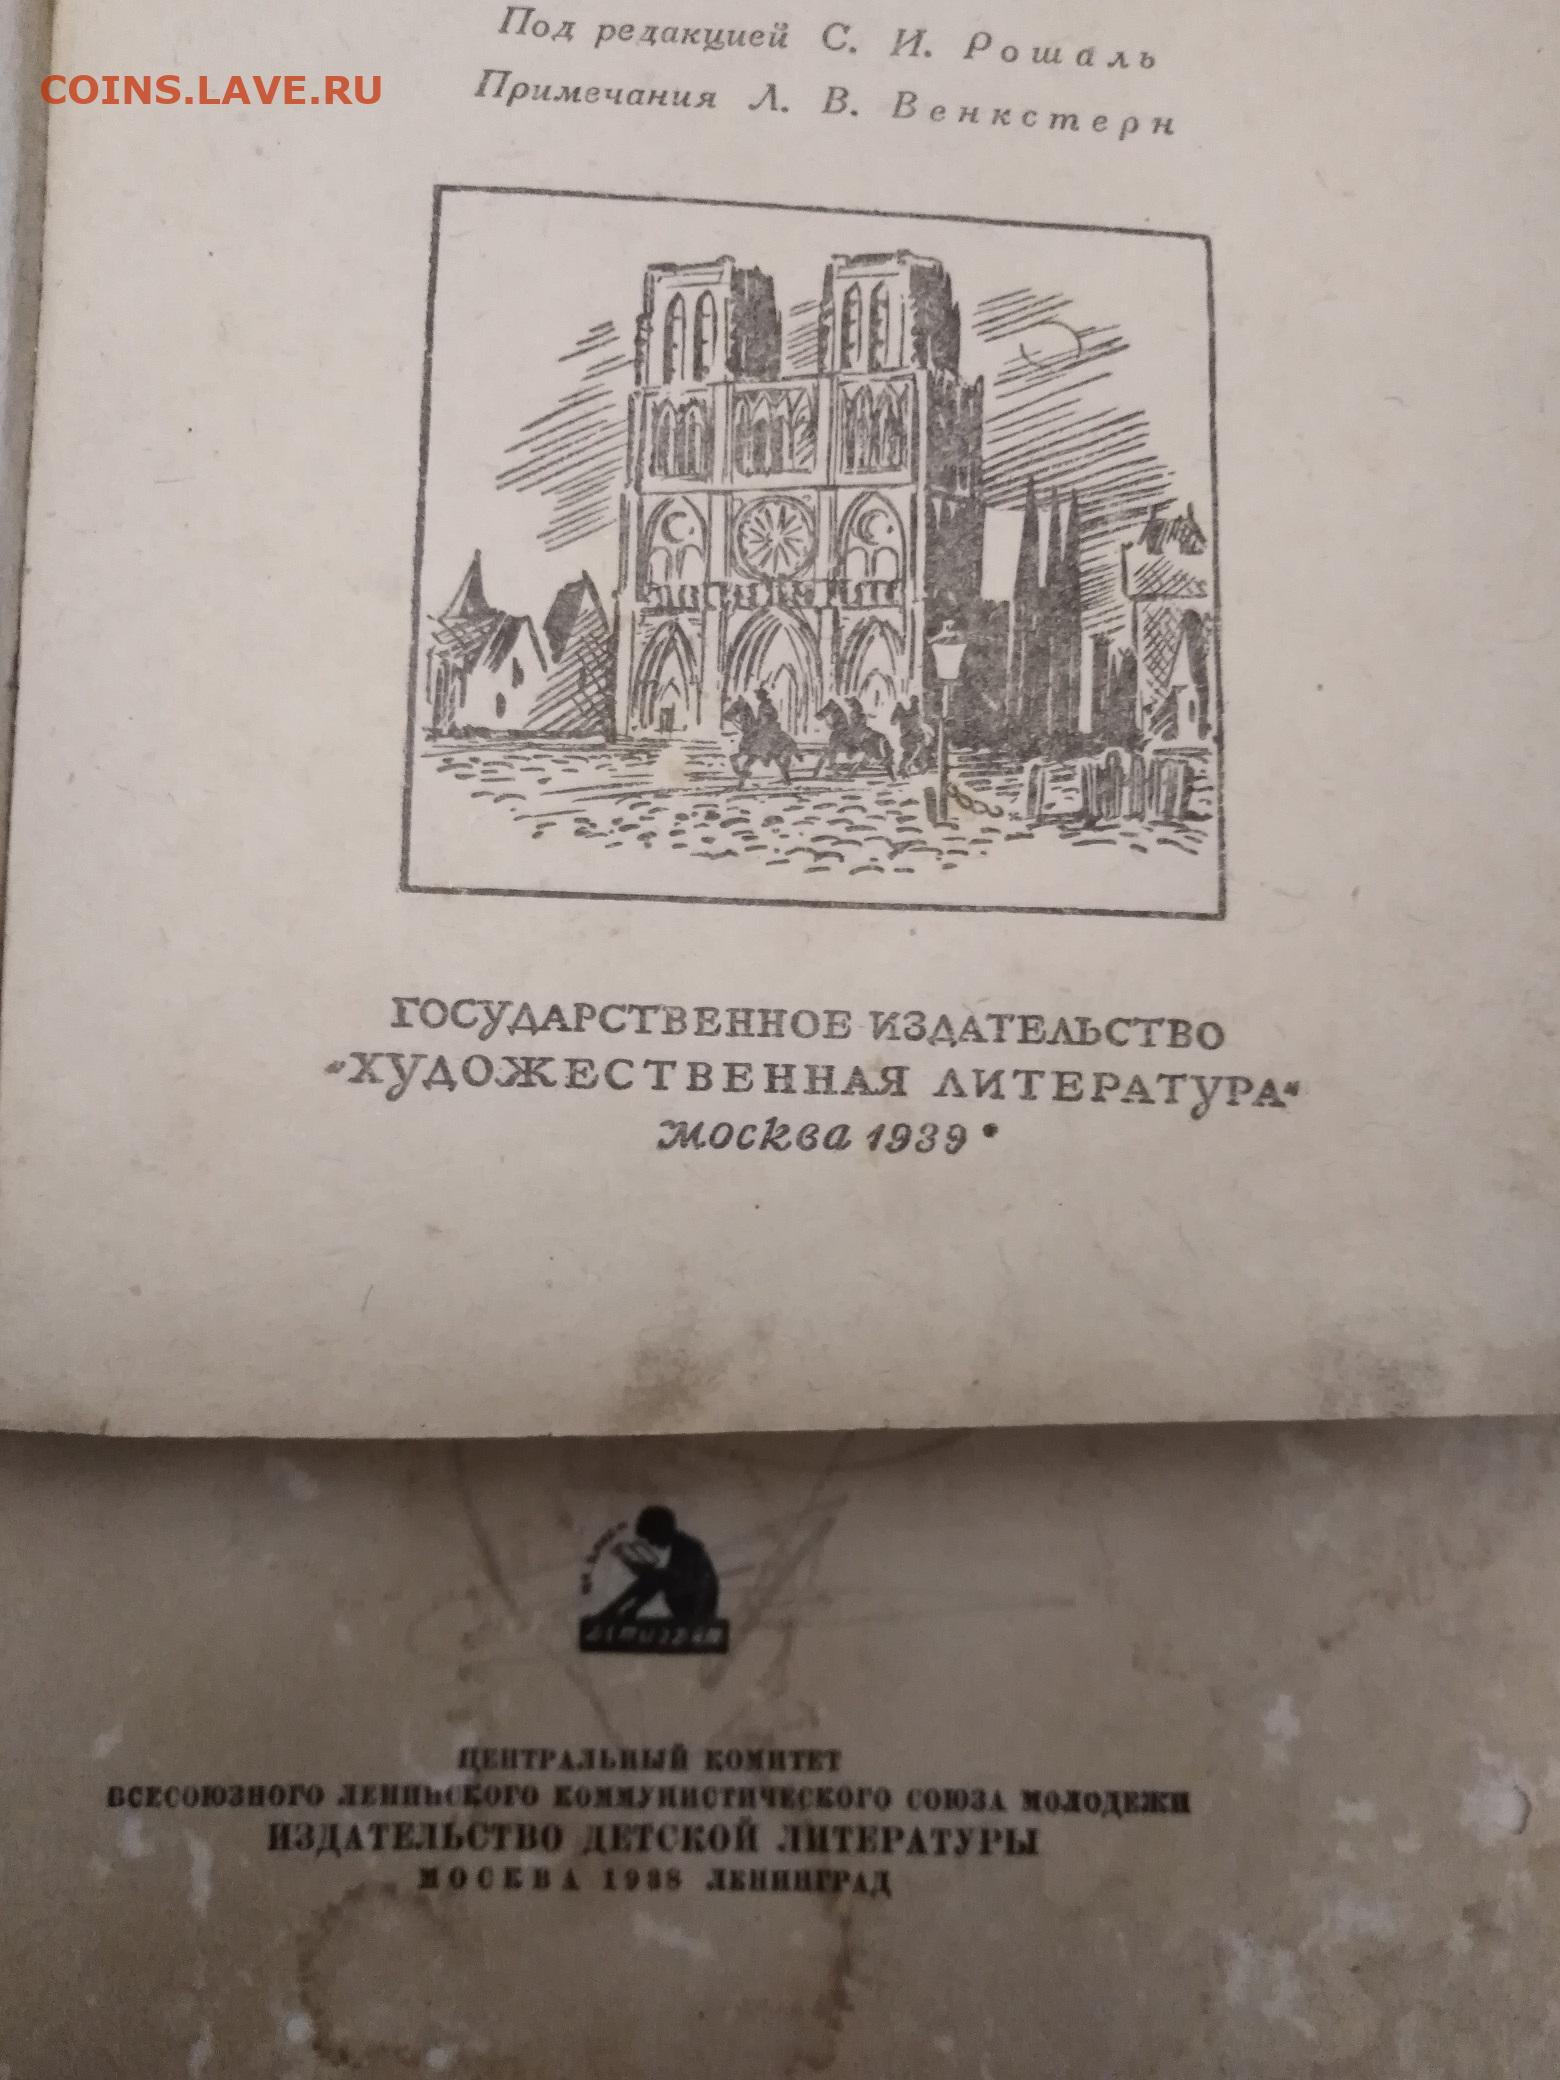 Под редакцией С. И. Рошаль
COINS.LAVE.RU
Примечания Л. В. Венкстерн
ГОСУДАРСТВЕННОЕ ИЗДАТЕЛЬСТВО
„ХУДОЖЕСТВЕННАЯ ЛИТЕРАТУРА“
Москва 1939
ДЕТИЗДАТ
ЦЕНТРАЛЬНЫЙ КОМИТЕТ
ВСЕСОЮЗНОГО ЛЕНИНСКОГО КОММУНИСТИЧЕСКОГО СОЮЗА МОЛОДЕЖИ
ИЗДАТЕЛЬСТВО ДЕТСКОЙ ЛИТЕРАТУРЫ
МОСКВА 1938 ЛЕНИНГРАД